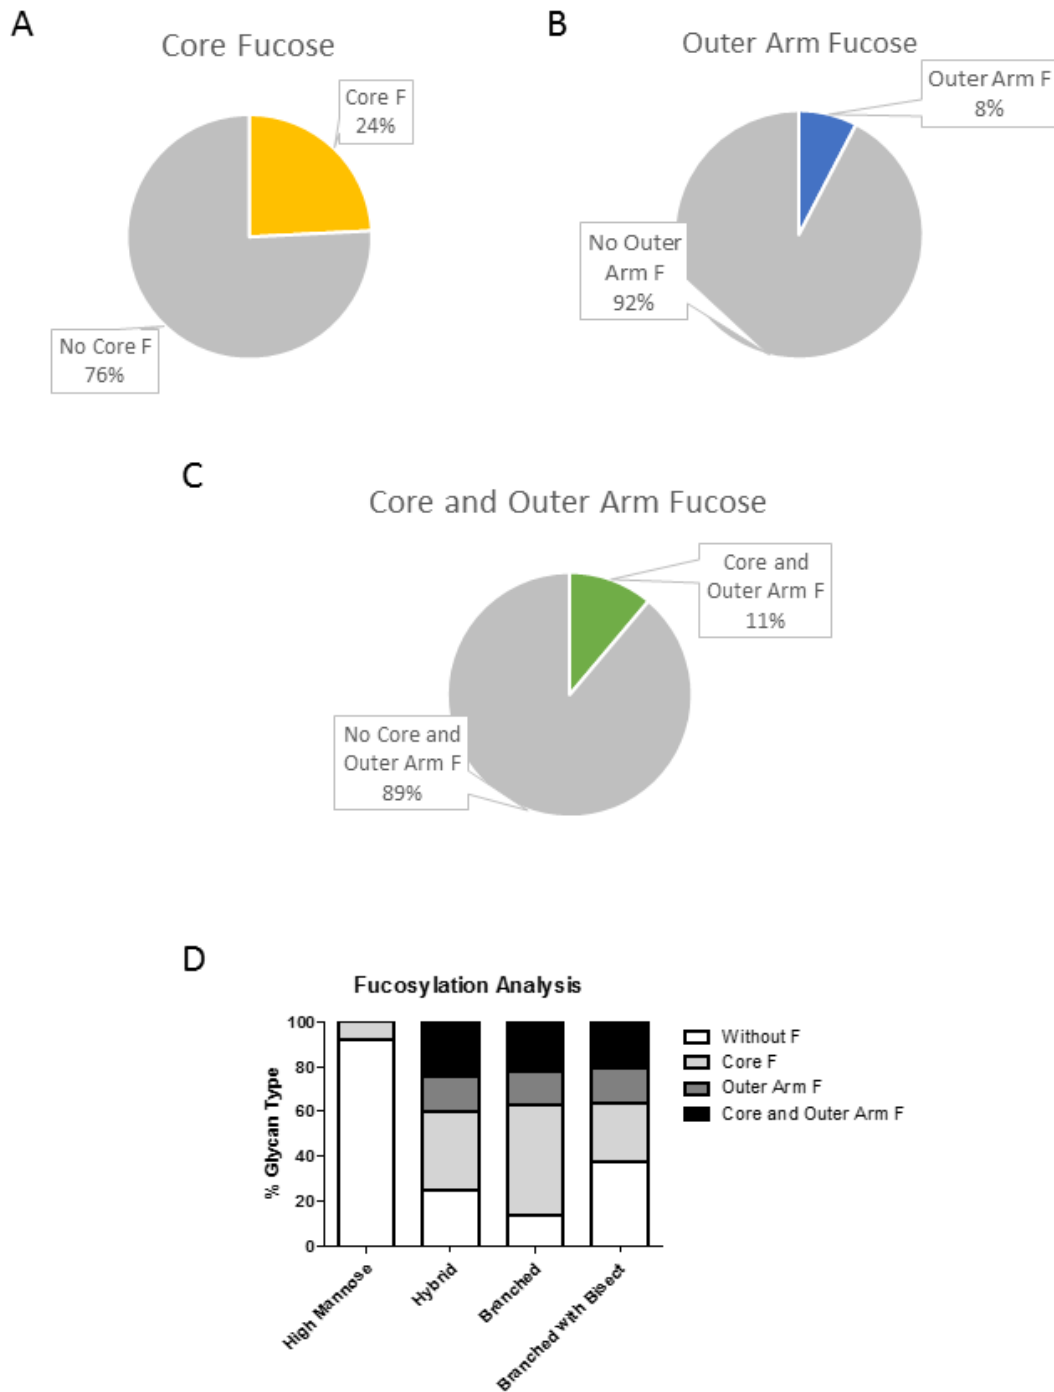 A
Core Fucose
Core F
24%
No Core F
76%
B
Outer Arm Fucose
Outer Arm F
8%
No Outer
Arm F
92%
C
Core and Outer Arm Fucose
Core and
Outer Arm F
11%
No Core and
Outer Arm F
89%
D
Fucosylation Analysis
% Glycan Type
100
80
60
40
20
0
High Mannose
Hybrid
Branched
Branched with Bisect
Without F
Core F
Outer Arm F
Core and Outer Arm F